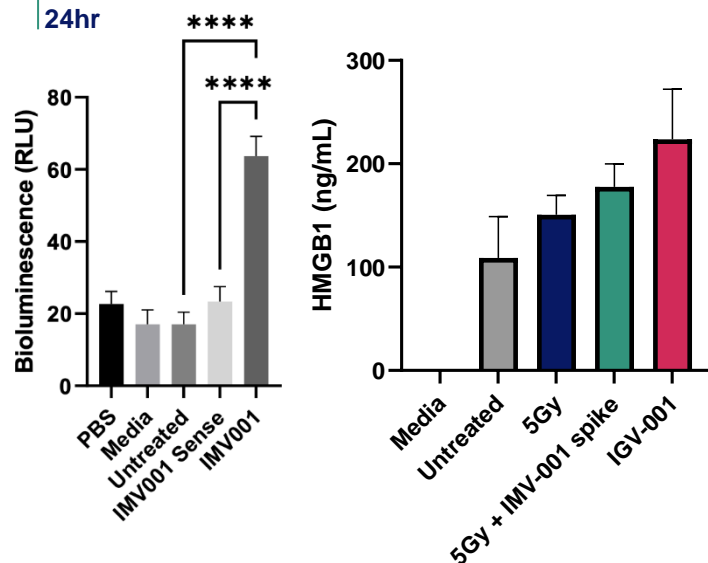 24hr
****
****
Bioluminescence (RLU)
80
60
40
20
0
PBS
Media
Untreated
IMV001 Sense
IMV001
HMGB1 (ng/mL)
300
200
100
0
Media
Untreated
5Gy
5Gy + IMV-001 spike
IGV-001